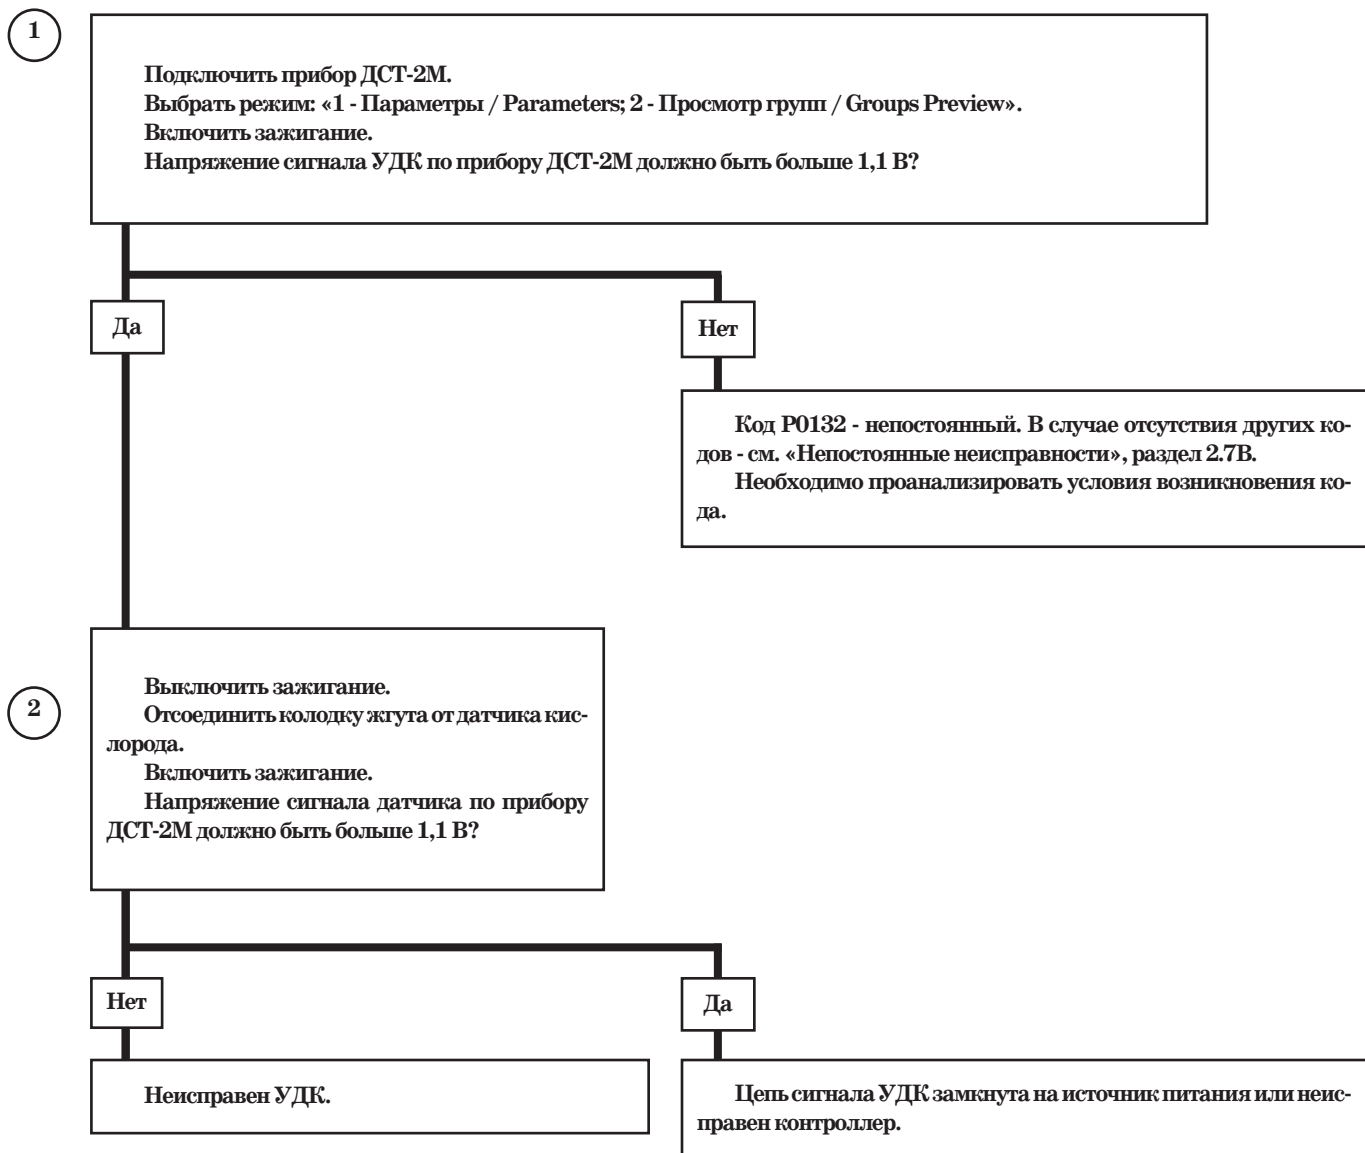 1
Подключить прибор ДСТ-2М.
Выбрать режим: «1 - Параметры / Parameters; 2 - Просмотр групп / Groups Preview».
Включить зажигание.
Напряжение сигнала УДК по прибору ДСТ-2М должно быть больше 1,1 В?
Да
Нет
Код Р0132 - непостоянный. В случае отсутствия других ко-
дов - см. «Непостоянные неисправности», раздел 2.7В.
Необходимо проанализировать условия возникновения ко-
да.
2
Выключить зажигание.
Отсоединить колодку жгута от датчика кис-
лорода.
Включить зажигание.
Напряжение сигнала датчика по прибору
ДСТ-2М должно быть больше 1,1 В?
Нет
Да
Неисправен УДК.
Цепь сигнала УДК замкнута на источник питания или неис-
правен контроллер.